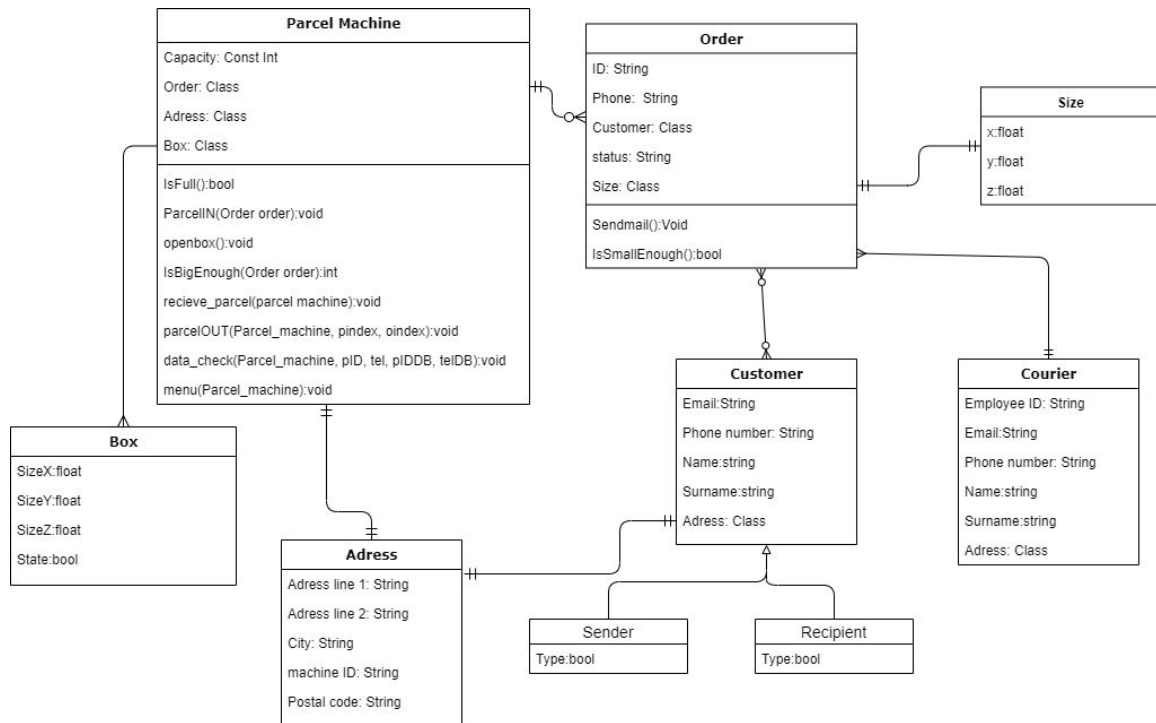 Parcel Machine
Capacity: Const Int
Order: Class
Adress: Class
Box: Class
IsFull():bool
ParcelIN(Order order):void
openbox():void
IsBigEnough(Order order):int
recieve_parcel(parcel machine):void
parcelOUT(Parcel_machine, pindex, oindex):void
data_check(Parcel_machine, pID, tel, pIDDB, telDB):void
menu(Parcel_machine):void
Order
ID: String
Phone: String
Customer: Class
status: String
Size: Class
Sendmail():Void
IsSmallEnough():bool
Size
x:float
y:float
z:float
Box
SizeX:float
SizeY:float
SizeZ:float
State:bool
Adress
Adress line 1: String
Adress line 2: String
City: String
machine ID: String
Postal code: String
Customer
Email:String
Phone number: String
Name:string
Surname:string
Adress: Class
Courier
Employee ID: String
Email:String
Phone number: String
Name:string
Surname:string
Adress: Class
Sender
Type:bool
Recipient
Type:bool